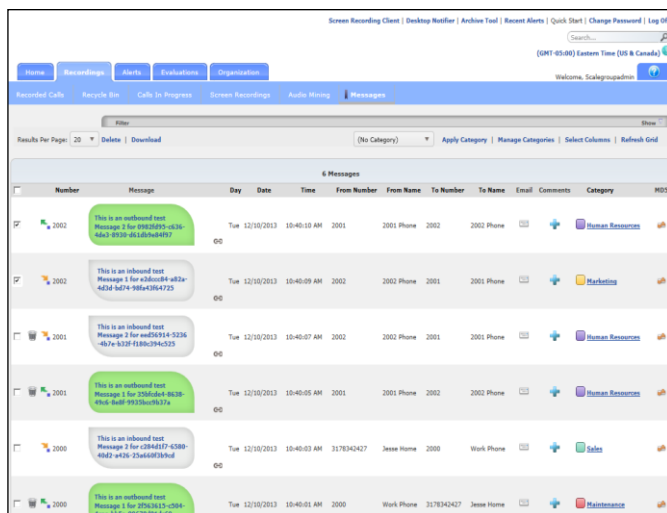 Screen Recording Client | Desktop Notifier | Archive Tool | Recent Alerts | Quick Start | Change Password | Log Off
Search...
(GMT-05:00) Eastern Time (US & Canada)
Home Recordings Alerts Evaluations Organization
Welcome, Scalegroupadmin
Recorded Calls Recycle Bin Calls In Progress Screen Recordings Audio Mining Messages
Filter Show
Results Per Page: 20 Delete | Download (No Category) Apply Category | Manage Categories | Select Columns | Refresh Grid
6 Messages
Number Message Day Date Time From Number From Name To Number To Name Email Comments Category MD5
This is an outbound test
2002 Message 2 for 0982fd95-c636- Tue 12/10/2013 10:40:10 AM 2001 2001 Phone 2002 2002 Phone Human Resources
4de3-0930-d61db9e84f97
This is an inbound test
2002 Message 1 for e2dccc84-a82a- Tue 12/10/2013 10:40:09 AM 2002 2002 Phone 2001 2001 Phone Marketing
4d3d-bd74-98fa43f64725
This is an inbound test
2001 Message 2 for eed56914-5236 Tue 12/10/2013 10:40:07 AM 2002 2002 Phone 2001 2001 Phone Human Resources
-4b7e-b32f-f180c394c525
This is an outbound test
2001 Message 1 for 35bfcde4-8638- Tue 12/10/2013 10:40:05 AM 2001 2001 Phone 2002 2002 Phone Human Resources
49c6-8e8f-9935bcc9b37a
This is an inbound test
2000 Message 2 for c284d1f7-6580- Tue 12/10/2013 10:40:03 AM 3178342427 Jesse Home 2000 Work Phone Sales
40d2-a426-25a660f3b9cd
This is an outbound test
2000 Message 1 for 2f563615-c504- Tue 12/10/2013 10:40:01 AM 2000 Work Phone 3178342427 Jesse Home Maintenance